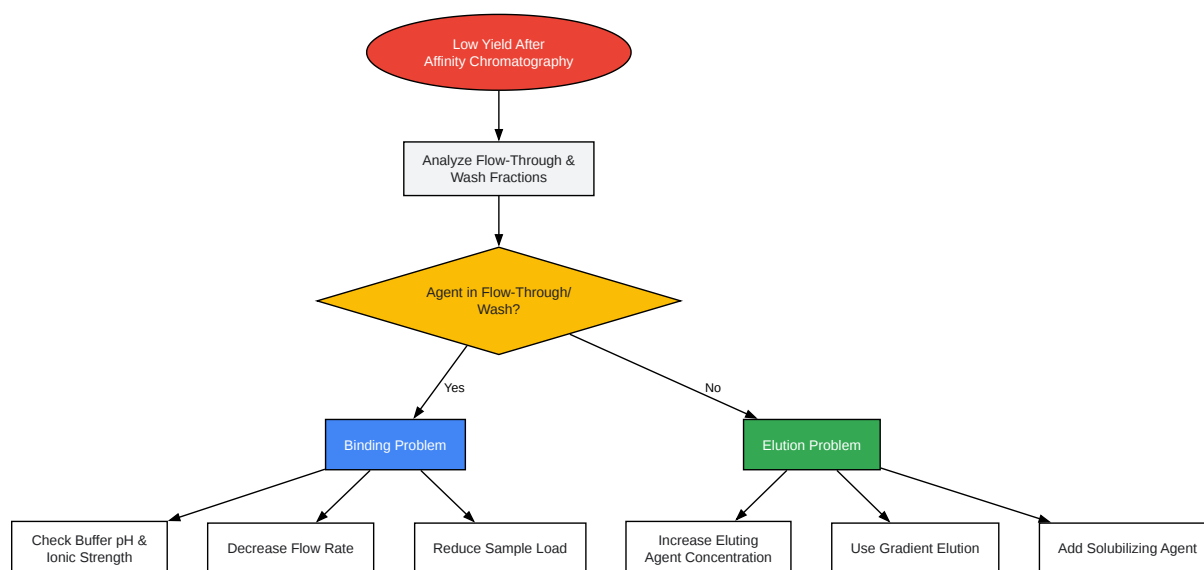 Low Yield After
Affinity Chromatography
Analyze Flow-Through &
Wash Fractions
Agent in Flow-Through/
Wash?
Yes
No
Binding Problem
Elution Problem
Check Buffer pH &
Ionic Strength
Decrease Flow Rate
Reduce Sample Load
Increase Eluting
Agent Concentration
Use Gradient Elution
Add Solubilizing Agent